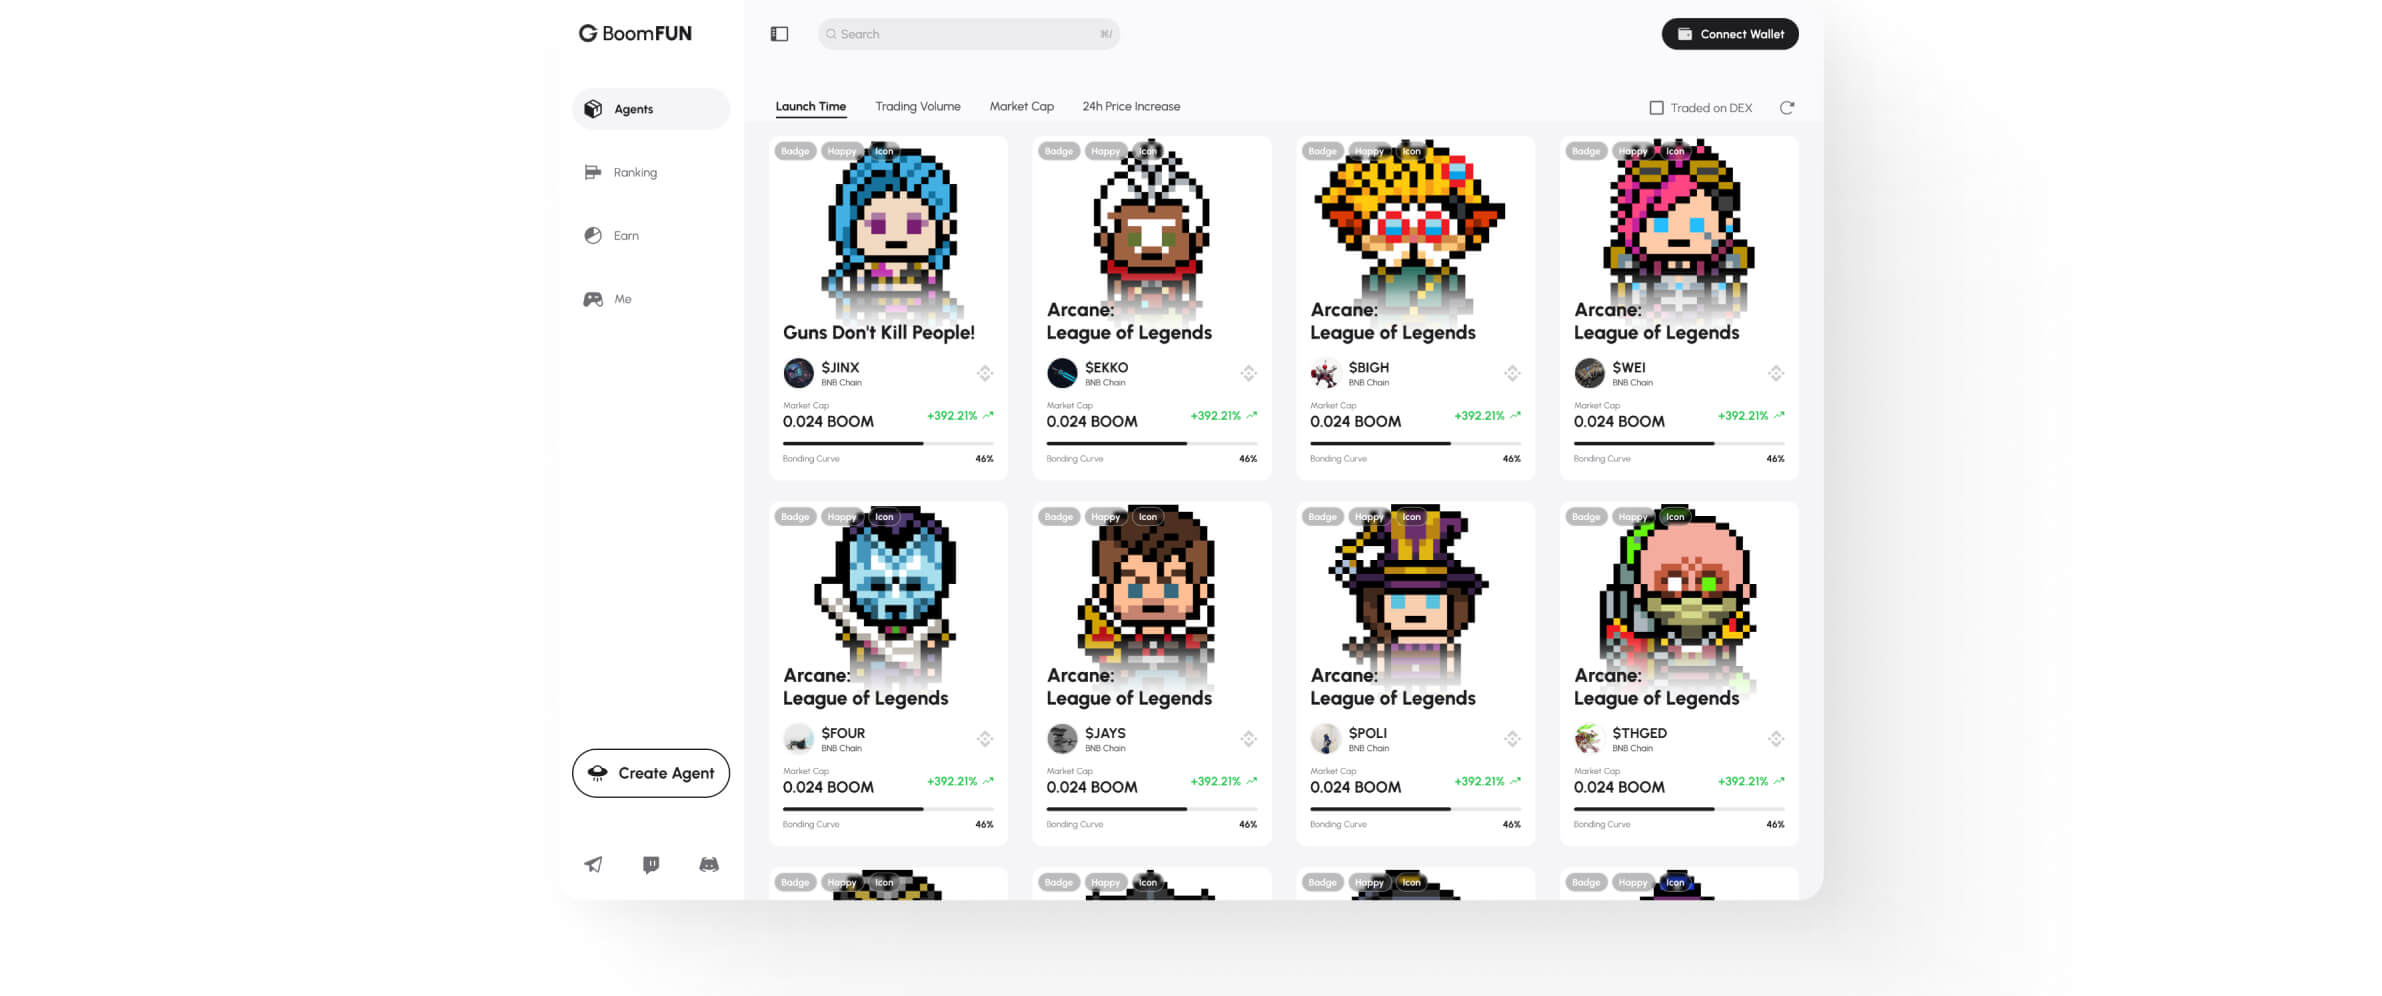 BoomFUN
Search
⌘/
Connect Wallet
Agents
Ranking
Earn
Me
Create Agent
Launch Time
Trading Volume
Market Cap
24h Price Increase
Traded on DEX
Badge
Happy
Icon
Guns Don't Kill People!
$JINX
BNB Chain
Market Cap
0.024 BOOM
+392.21%
Bonding Curve
46%
Badge
Happy
Icon
Arcane:
League of Legends
$EKKO
BNB Chain
Market Cap
0.024 BOOM
+392.21%
Bonding Curve
46%
Badge
Happy
Icon
Arcane:
League of Legends
$BIGH
BNB Chain
Market Cap
0.024 BOOM
+392.21%
Bonding Curve
46%
Badge
Happy
Icon
Arcane:
League of Legends
$WEI
BNB Chain
Market Cap
0.024 BOOM
+392.21%
Bonding Curve
46%
Badge
Happy
Icon
Arcane:
League of Legends
$FOUR
BNB Chain
Market Cap
0.024 BOOM
+392.21%
Bonding Curve
46%
Badge
Happy
Icon
Arcane:
League of Legends
$JAYS
BNB Chain
Market Cap
0.024 BOOM
+392.21%
Bonding Curve
46%
Badge
Happy
Icon
Arcane:
League of Legends
$POLI
BNB Chain
Market Cap
0.024 BOOM
+392.21%
Bonding Curve
46%
Badge
Happy
Icon
Arcane:
League of Legends
$THGED
BNB Chain
Market Cap
0.024 BOOM
+392.21%
Bonding Curve
46%
Badge
Happy
Icon
Badge
Happy
Icon
Badge
Happy
Icon
Badge
Happy
Icon